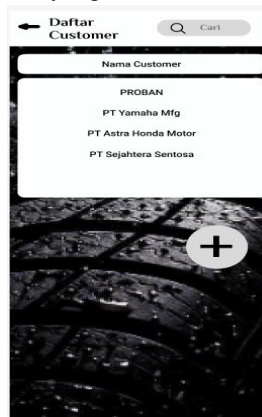 Daftar
Customer
Cari
Nama Customer
PROBAN
PT Yamaha Mfg
PT Astra Honda Motor
PT Sejahtera Sentosa